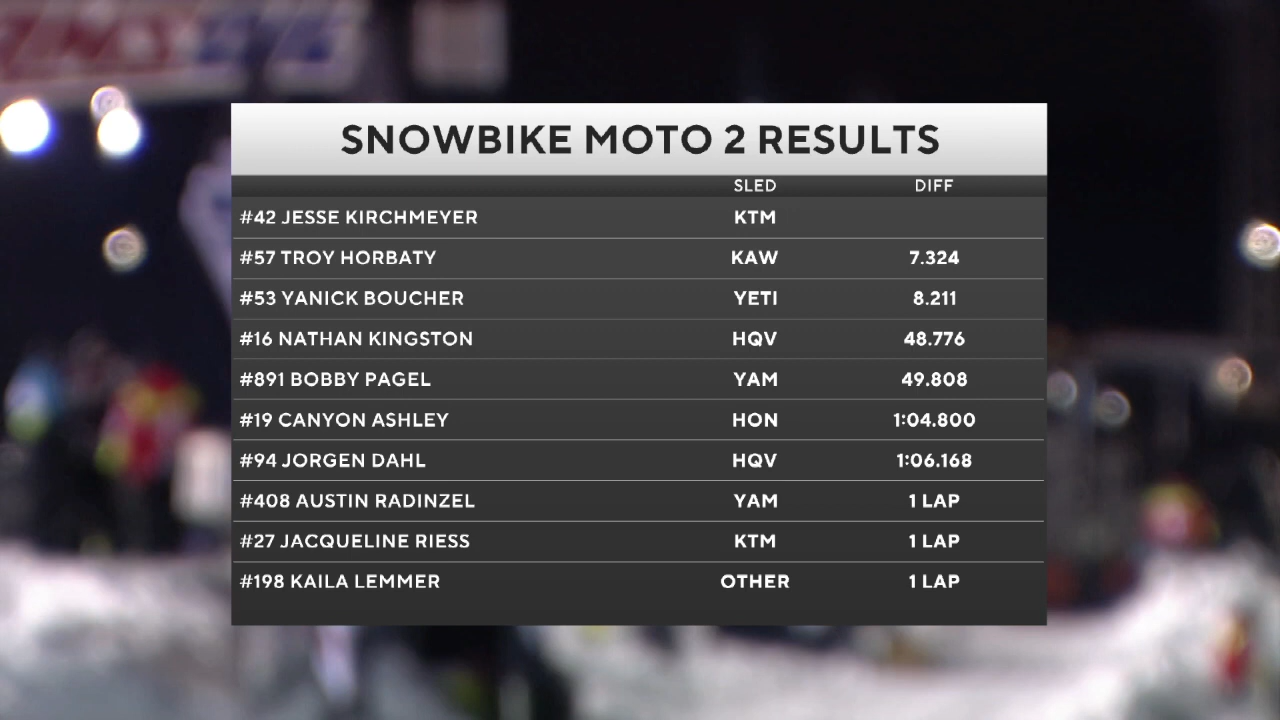 SNOWBIKE MOTO 2 RESULTS
SLED DIFF
#42 JESSE KIRCHMEYER KTM
#57 TROY HORBATY KAW 7.324
#53 YANICK BOUCHER YETI 8.211
#16 NATHAN KINGSTON HQV 48.776
#891 BOBBY PAGEL YAM 49.808
#19 CANYON ASHLEY HON 1:04.800
#94 JORGEN DAHL HQV 1:06.168
#408 AUSTIN RADINZEL YAM 1 LAP
#27 JACQUELINE RIESS KTM 1 LAP
#198 KAILA LEMMER OTHER 1 LAP